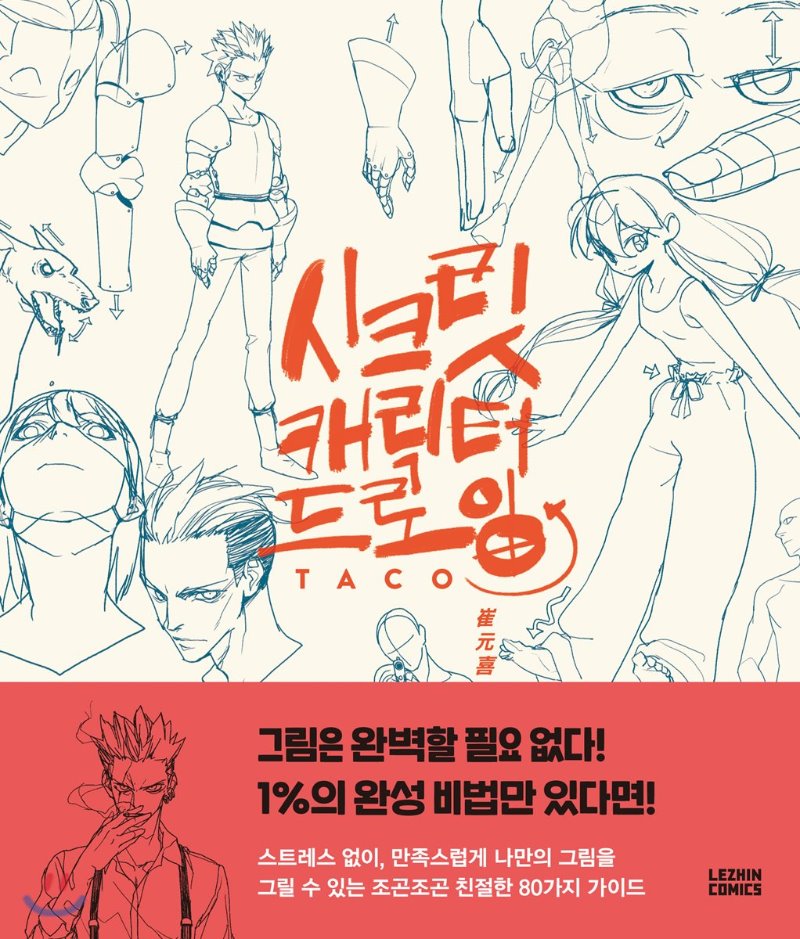 시크릿
캐릭터
드로잉
TACO
崔
元
喜
그림은 완벽할 필요 없다!
1%의 완성 비법만 있다면!
스트레스 없이, 만족스럽게 나만의 그림을
그릴 수 있는 조곤조곤 친절한 80가지 가이드
LEZHIN
COMICS